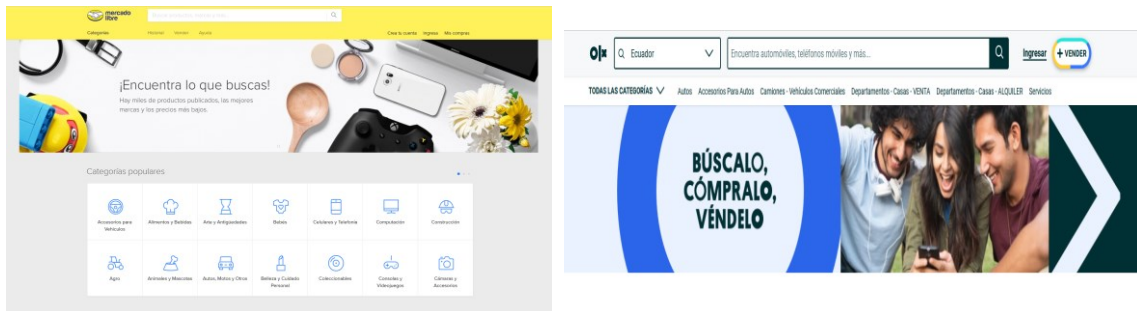 mercado
libre
Categorías Historial Vender Ayuda Crea tu cuenta Ingresa Mis compras
¡Encuentra lo que buscas!
Hay miles de productos publicados, las mejores
marcas y los precios más bajos.
Categorías populares
Accesorios para
Vehículos
Alimentos y Bebidas
Arte y Antigüedades
Bebés
Celulares y Telefonía
Computación
Construcción
Agro
Animales y Mascotas
Autos, Motos y Otros
Belleza y Cuidado
Personal
Coleccionables
Consolas y
Videojuegos
Cámaras y
Accesorios
olx Ecuador Encuentra automóviles, teléfonos móviles y más... Ingresar + VENDER
TODAS LAS CATEGORÍAS Autos Accesorios Para Autos Camiones - Vehículos Comerciales Departamentos - Casas - VENTA Departamentos - Casas - ALQUILER Servicios
BÚSCALO,
CÓMPRALO,
VÉNDELO